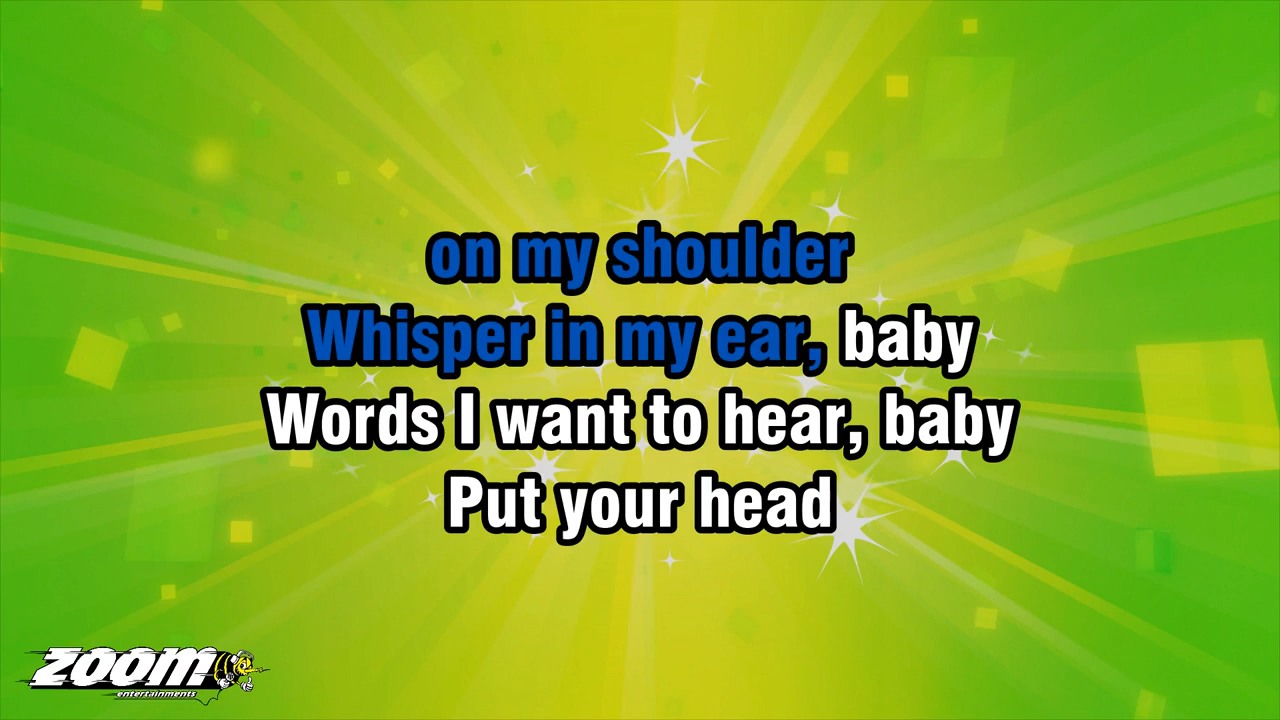 on my shoulder
Whisper in my ear, baby
Words I want to hear, baby
Put your head
zoom
entertainments